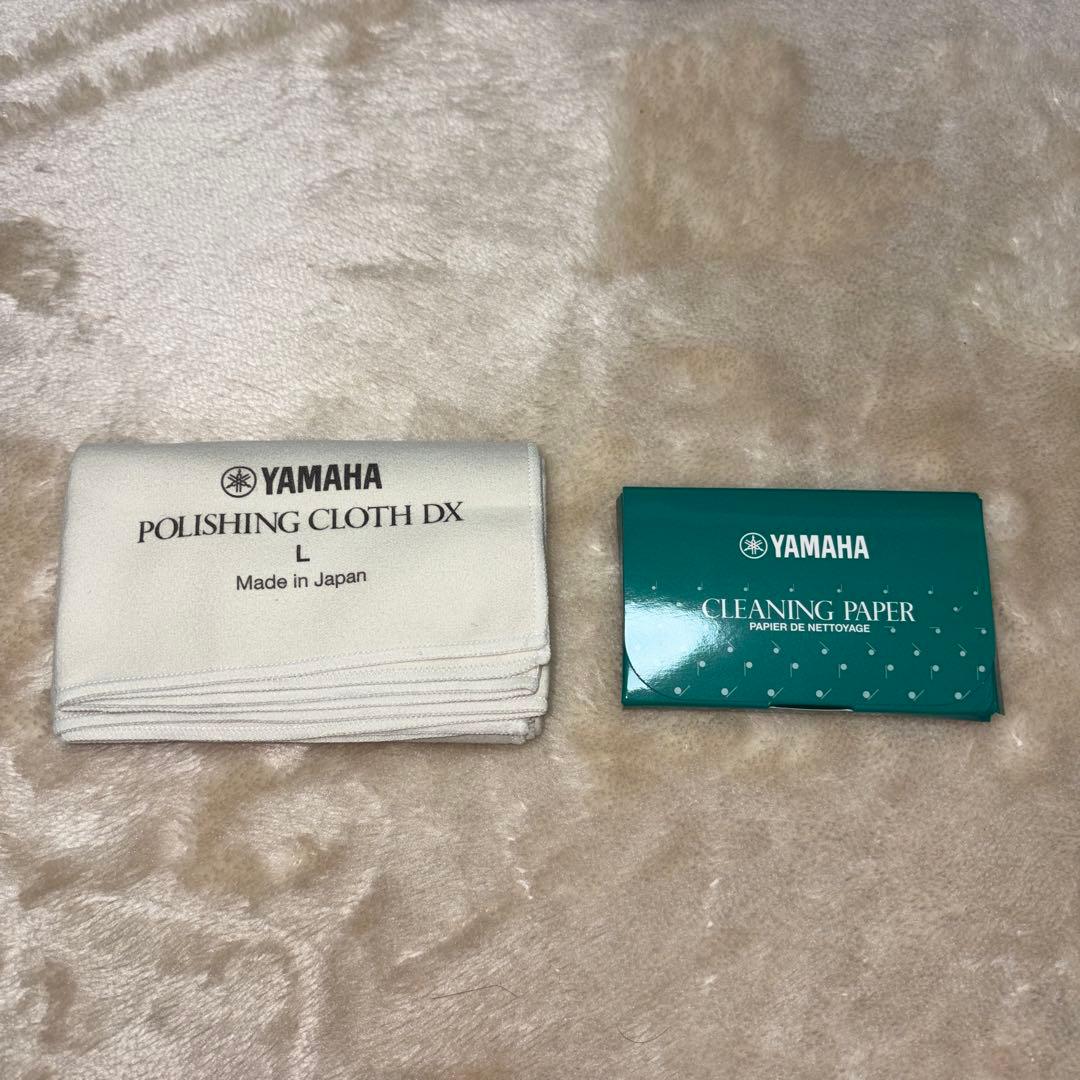 YAMAHA
POLISHING CLOTH DX
L
Made in Japan
YAMAHA
CLEANING PAPER
PAPIER DE NETTOYAGE